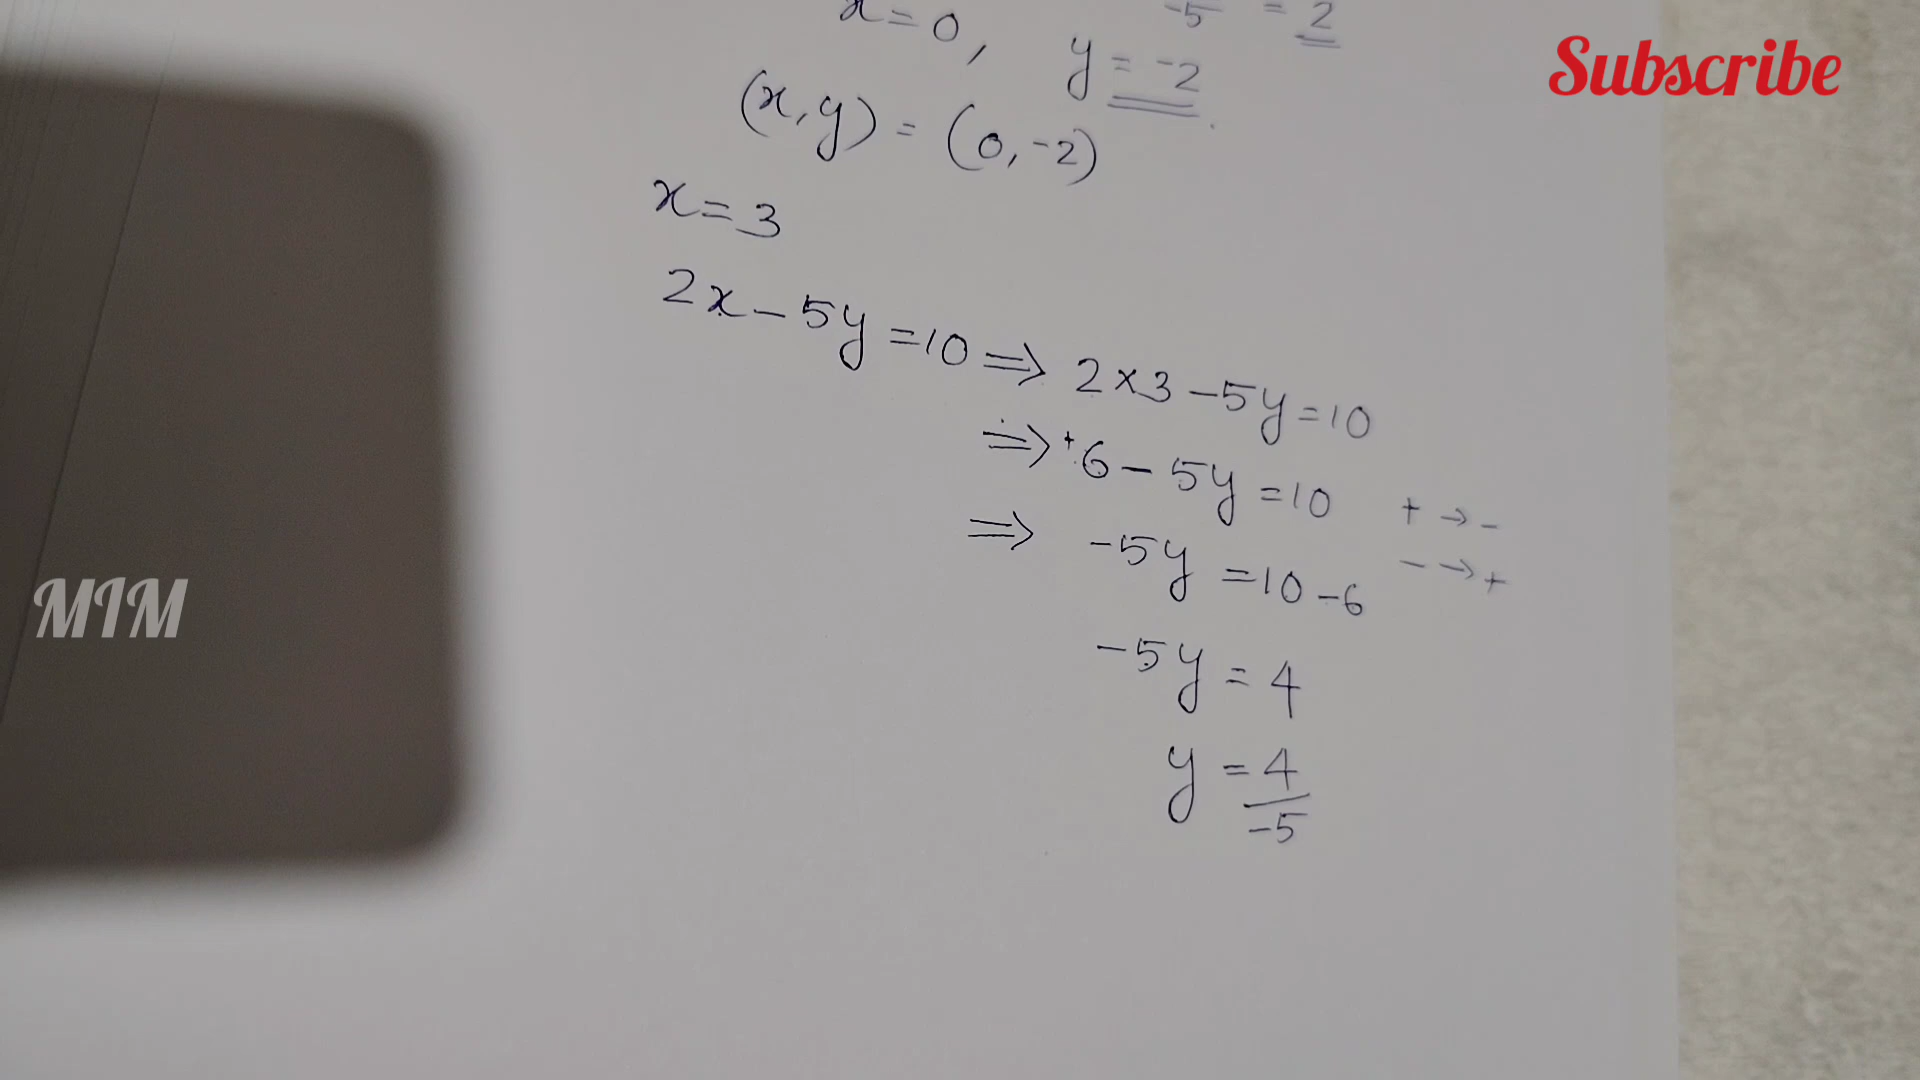 x=0, -5 = 2
y = -2
Subscribe
(x,y) = (0,-2)
x=3
2x-5y=10 ⇒ 2×3-5y=10
⇒ +6-5y=10 + → -
⇒ -5y=10-6 - → +
MIM
-5y=4
y=4
-5